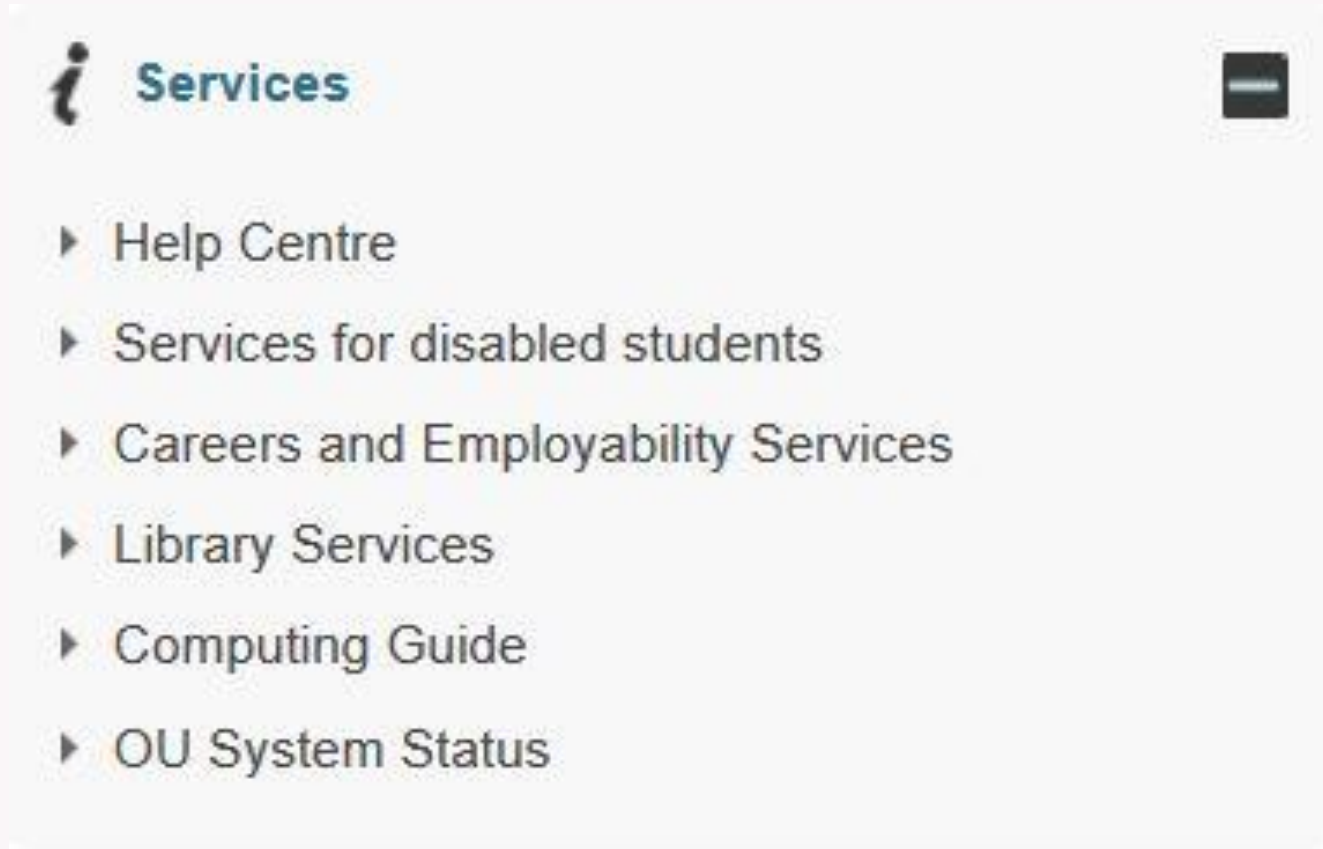 Services
Help Centre
Services for disabled students
Careers and Employability Services
Library Services
Computing Guide
OU System Status